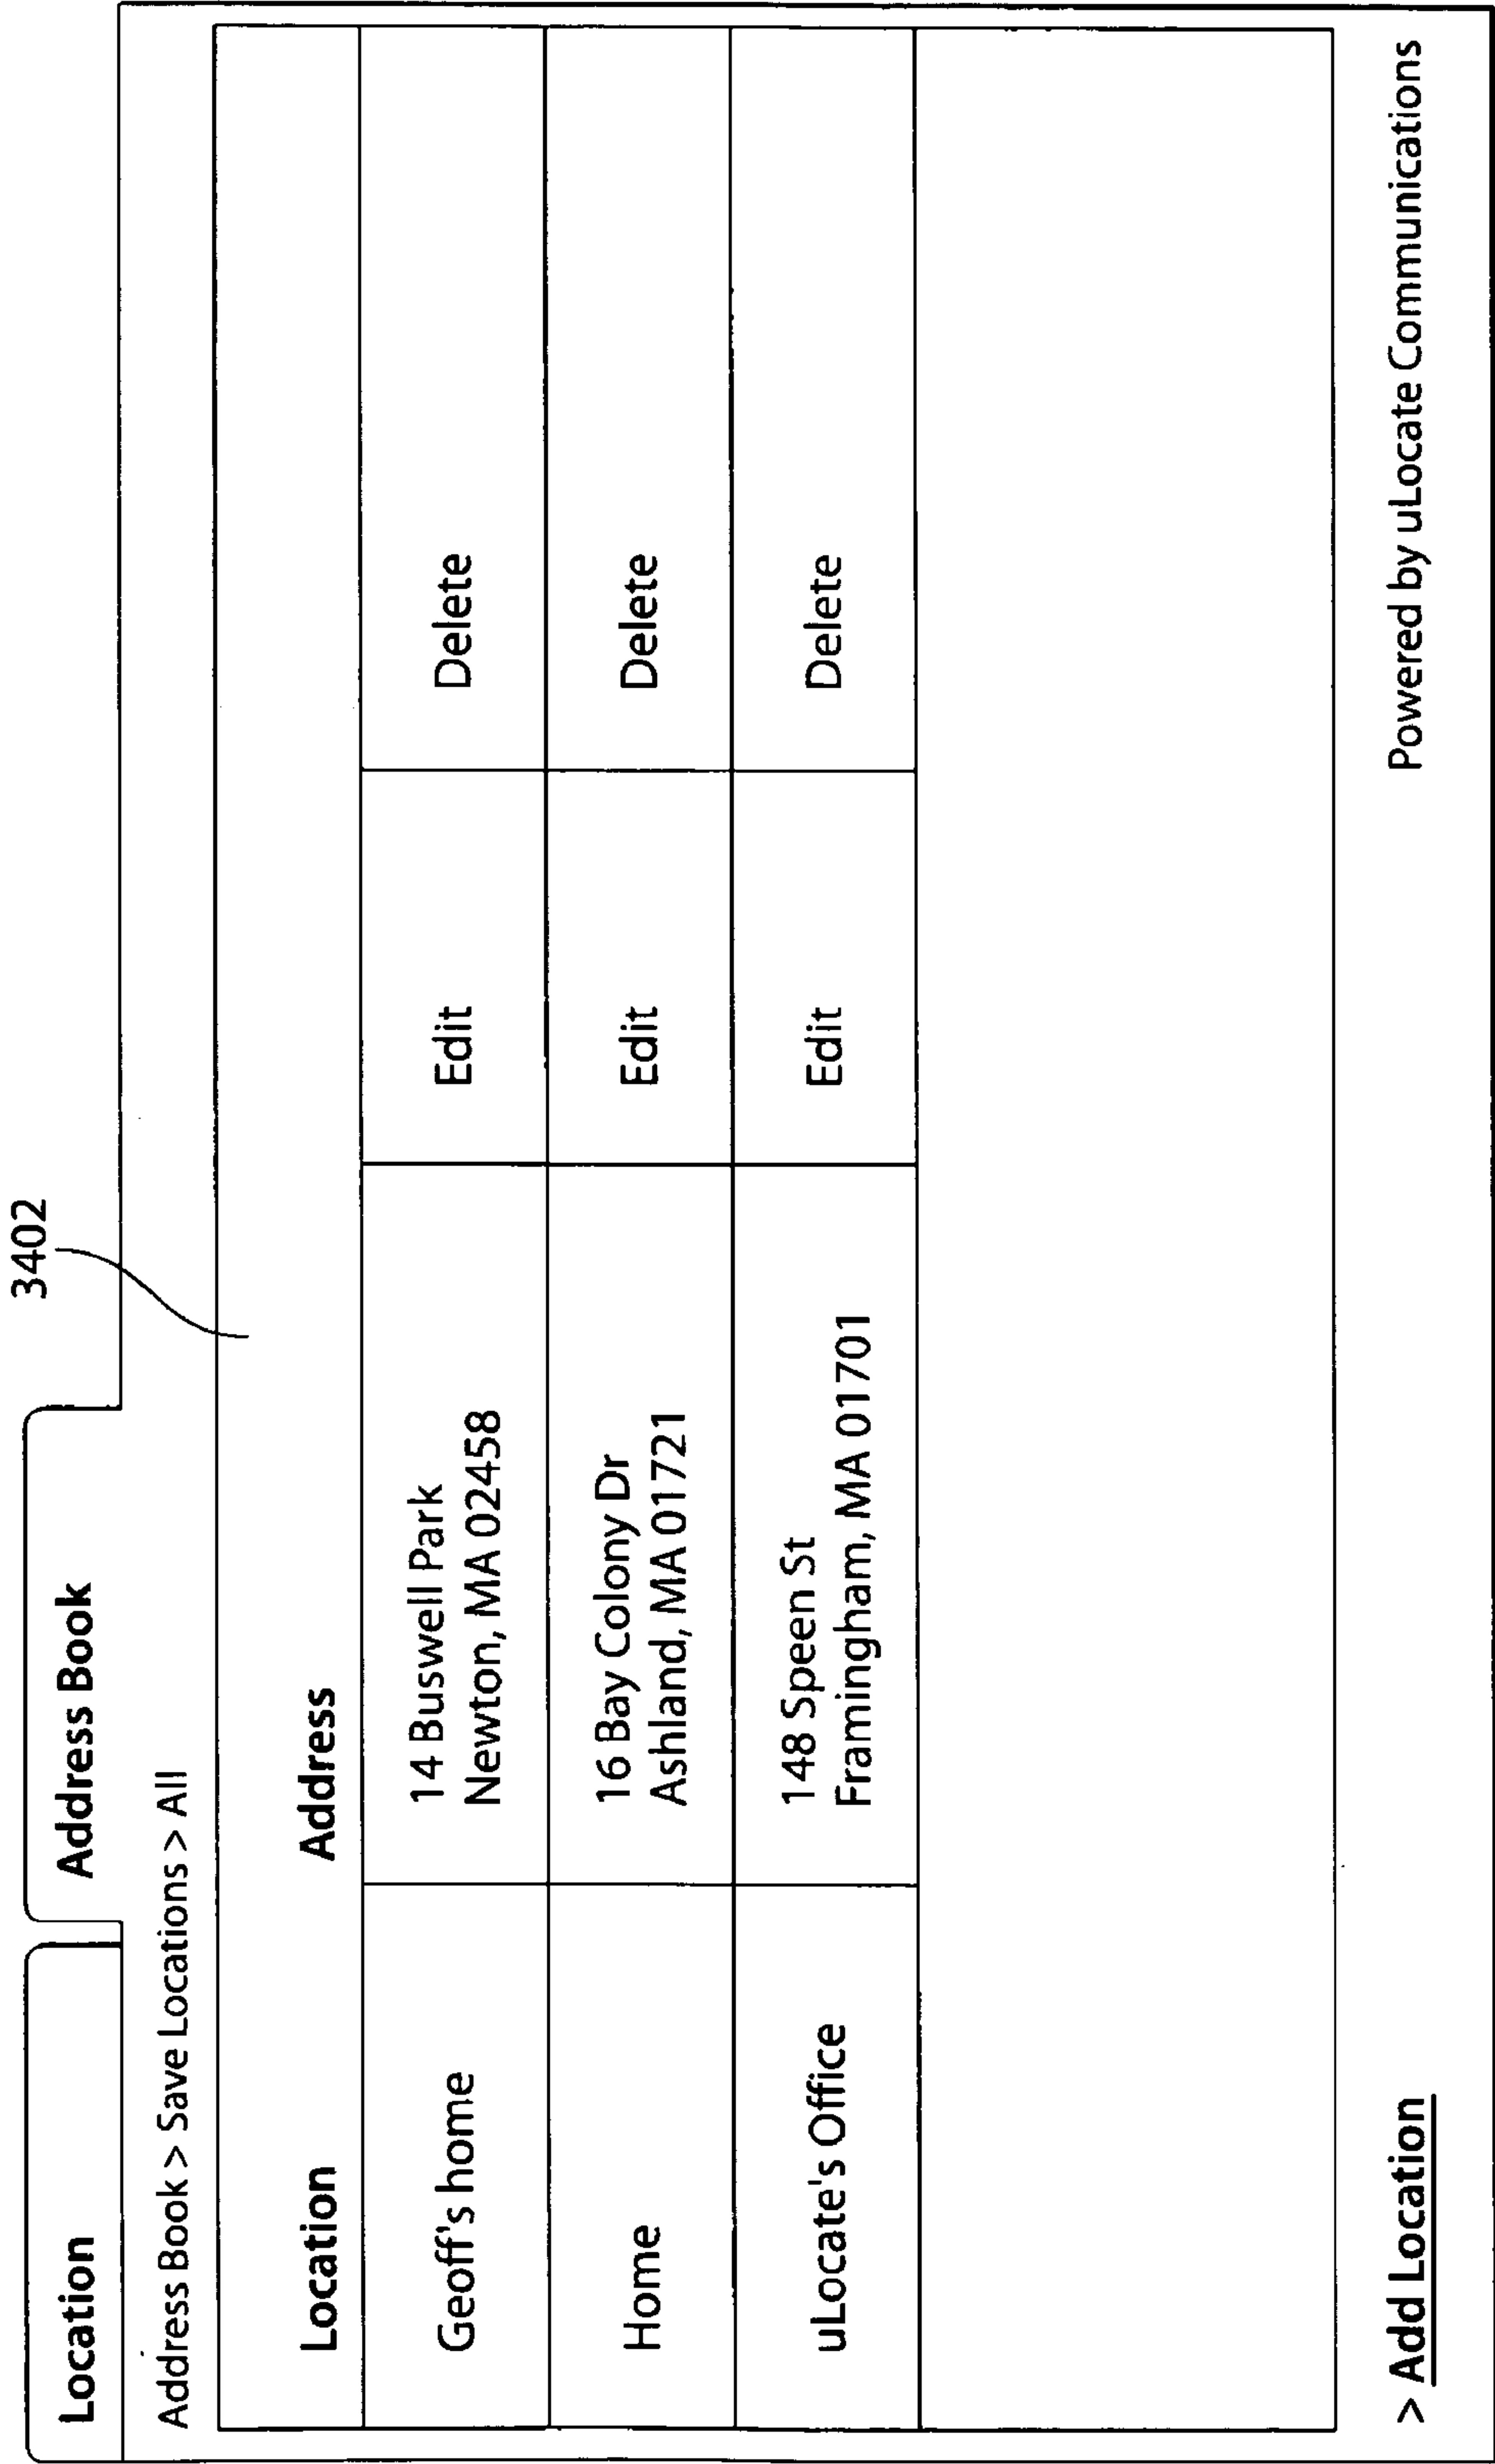 3402
Location Address Book
Address Book > Save Locations > All
Location Address
Geoff's home 14 Buswell Park Edit Delete
Newton, MA 02458
Home 16 Bay Colony Dr Edit Delete
Ashland, MA 01721
uLocate's Office 148 Speen St Edit Delete
Framingham, MA 01701
> Add Location Powered by uLocate Communications